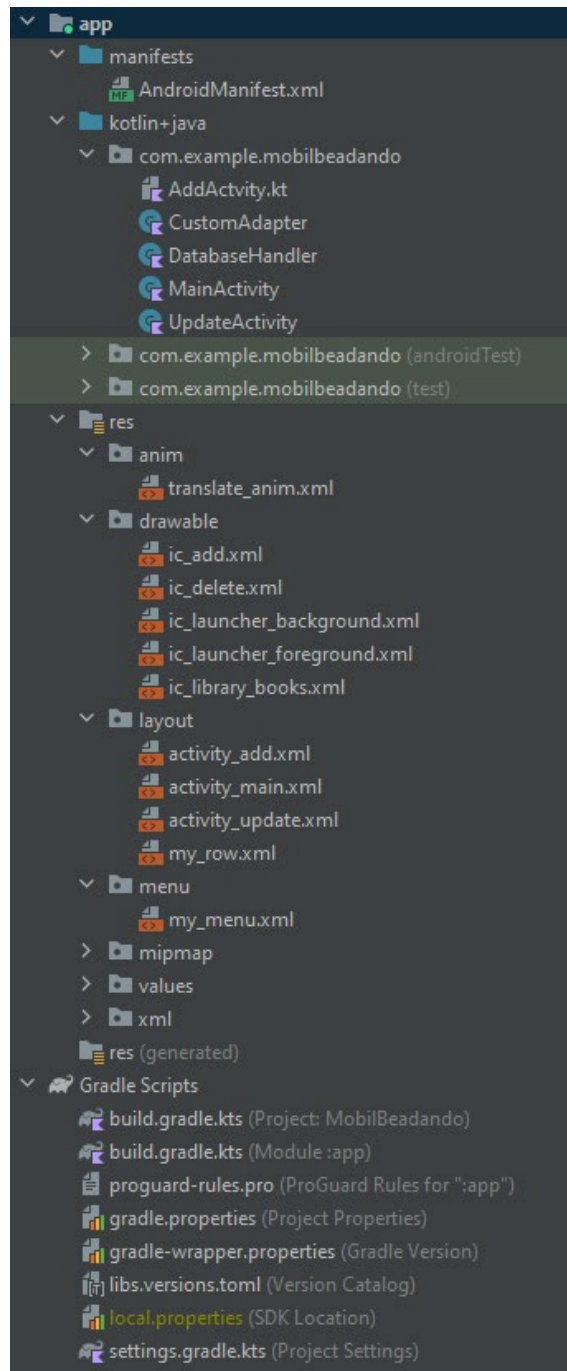 app
manifests
AndroidManifest.xml
kotlin+java
com.example.mobilbeadando
AddActvity.kt
CustomAdapter
DatabaseHandler
MainActivity
UpdateActivity
com.example.mobilbeadando (androidTest)
com.example.mobilbeadando (test)
res
anim
translate_anim.xml
drawable
ic_add.xml
ic_delete.xml
ic_launcher_background.xml
ic_launcher_foreground.xml
ic_library_books.xml
layout
activity_add.xml
activity_main.xml
activity_update.xml
my_row.xml
menu
my_menu.xml
mipmap
values
xml
res (generated)
Gradle Scripts
build.gradle.kts (Project: MobilBeadando)
build.gradle.kts (Module :app)
proguard-rules.pro (ProGuard Rules for ":app")
gradle.properties (Project Properties)
gradle-wrapper.properties (Gradle Version)
libs.versions.toml (Version Catalog)
local.properties (SDK Location)
settings.gradle.kts (Project Settings)